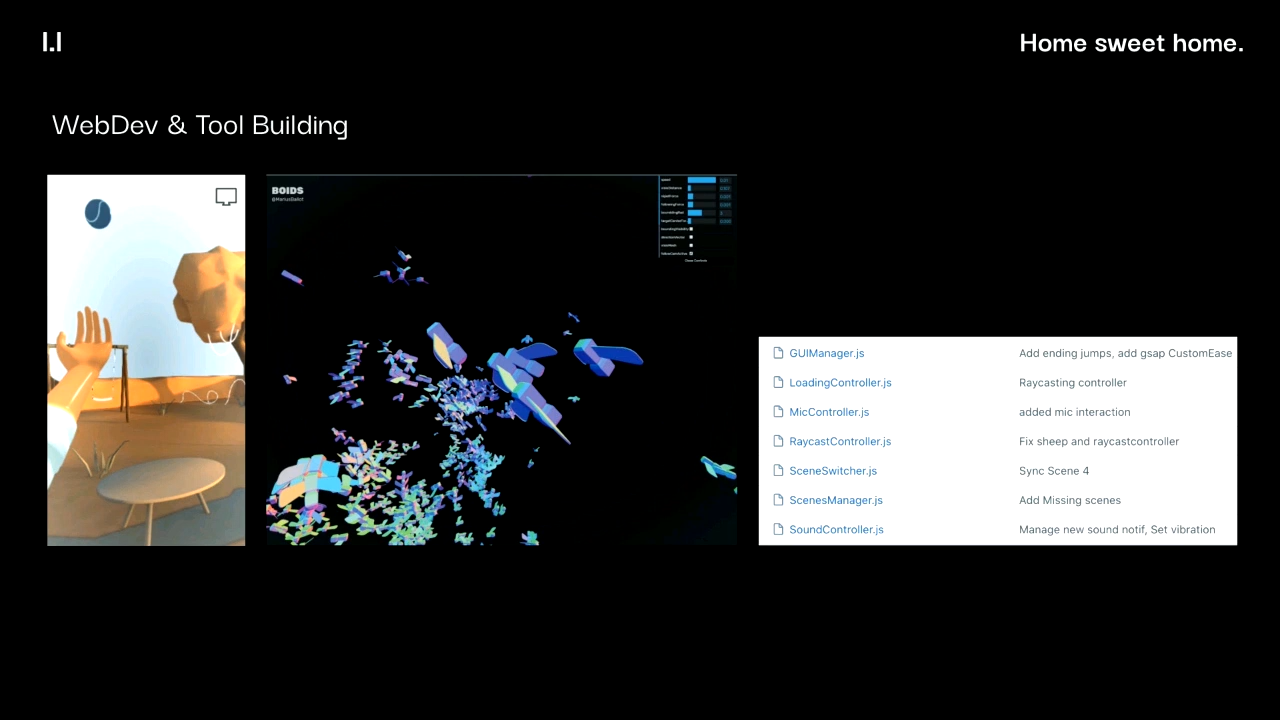 I.I
Home sweet home.
WebDev & Tool Building
BOIDS
@MariusBallot
GUIManager.js Add ending jumps, add gsap CustomEase
LoadingController.js Raycasting controller
MicController.js added mic interaction
RaycastController.js Fix sheep and raycastcontroller
SceneSwitcher.js Sync Scene 4
ScenesManager.js Add Missing scenes
SoundController.js Manage new sound notif, Set vibration